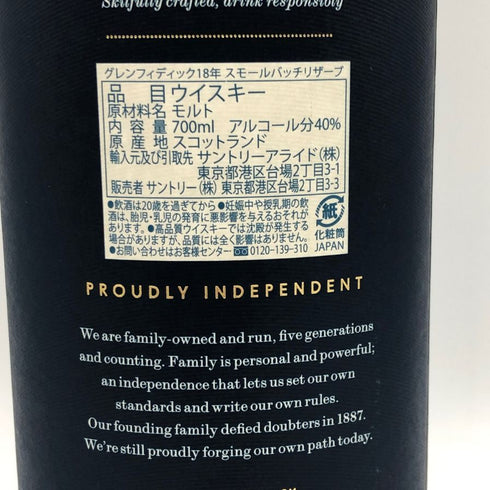 Skilfully crafted, drink responsibly
グレンフィディック18年 スモールバッチリザーブ
品 目 ウイスキー
原材料名 モルト
内 容 量 700ml アルコール分40%
原 産 地 スコットランド
輸入元及び引取先 サントリーアライド(株)
東京都港区台場2丁目3-1
販売者 サントリー(株) 東京都港区台場2丁目3-3
●飲酒は20歳を過ぎてから●妊娠中や授乳期の飲
酒は、胎児・乳児の発育に悪影響を与えるおそれが
あります。●高品質ウイスキーでは沈殿が発生する
場合がありますが、品質には全く影響がありません。
●お問い合わせはお客様センター 0120-139-310
紙
化粧箱
JAPAN
PROUDLY INDEPENDENT
We are family-owned and run, five generations
and counting. Family is personal and powerful;
an independence that lets us set our own
standards and write our own rules.
Our founding family defied doubters in 1887.
We're still proudly forging our own path today.